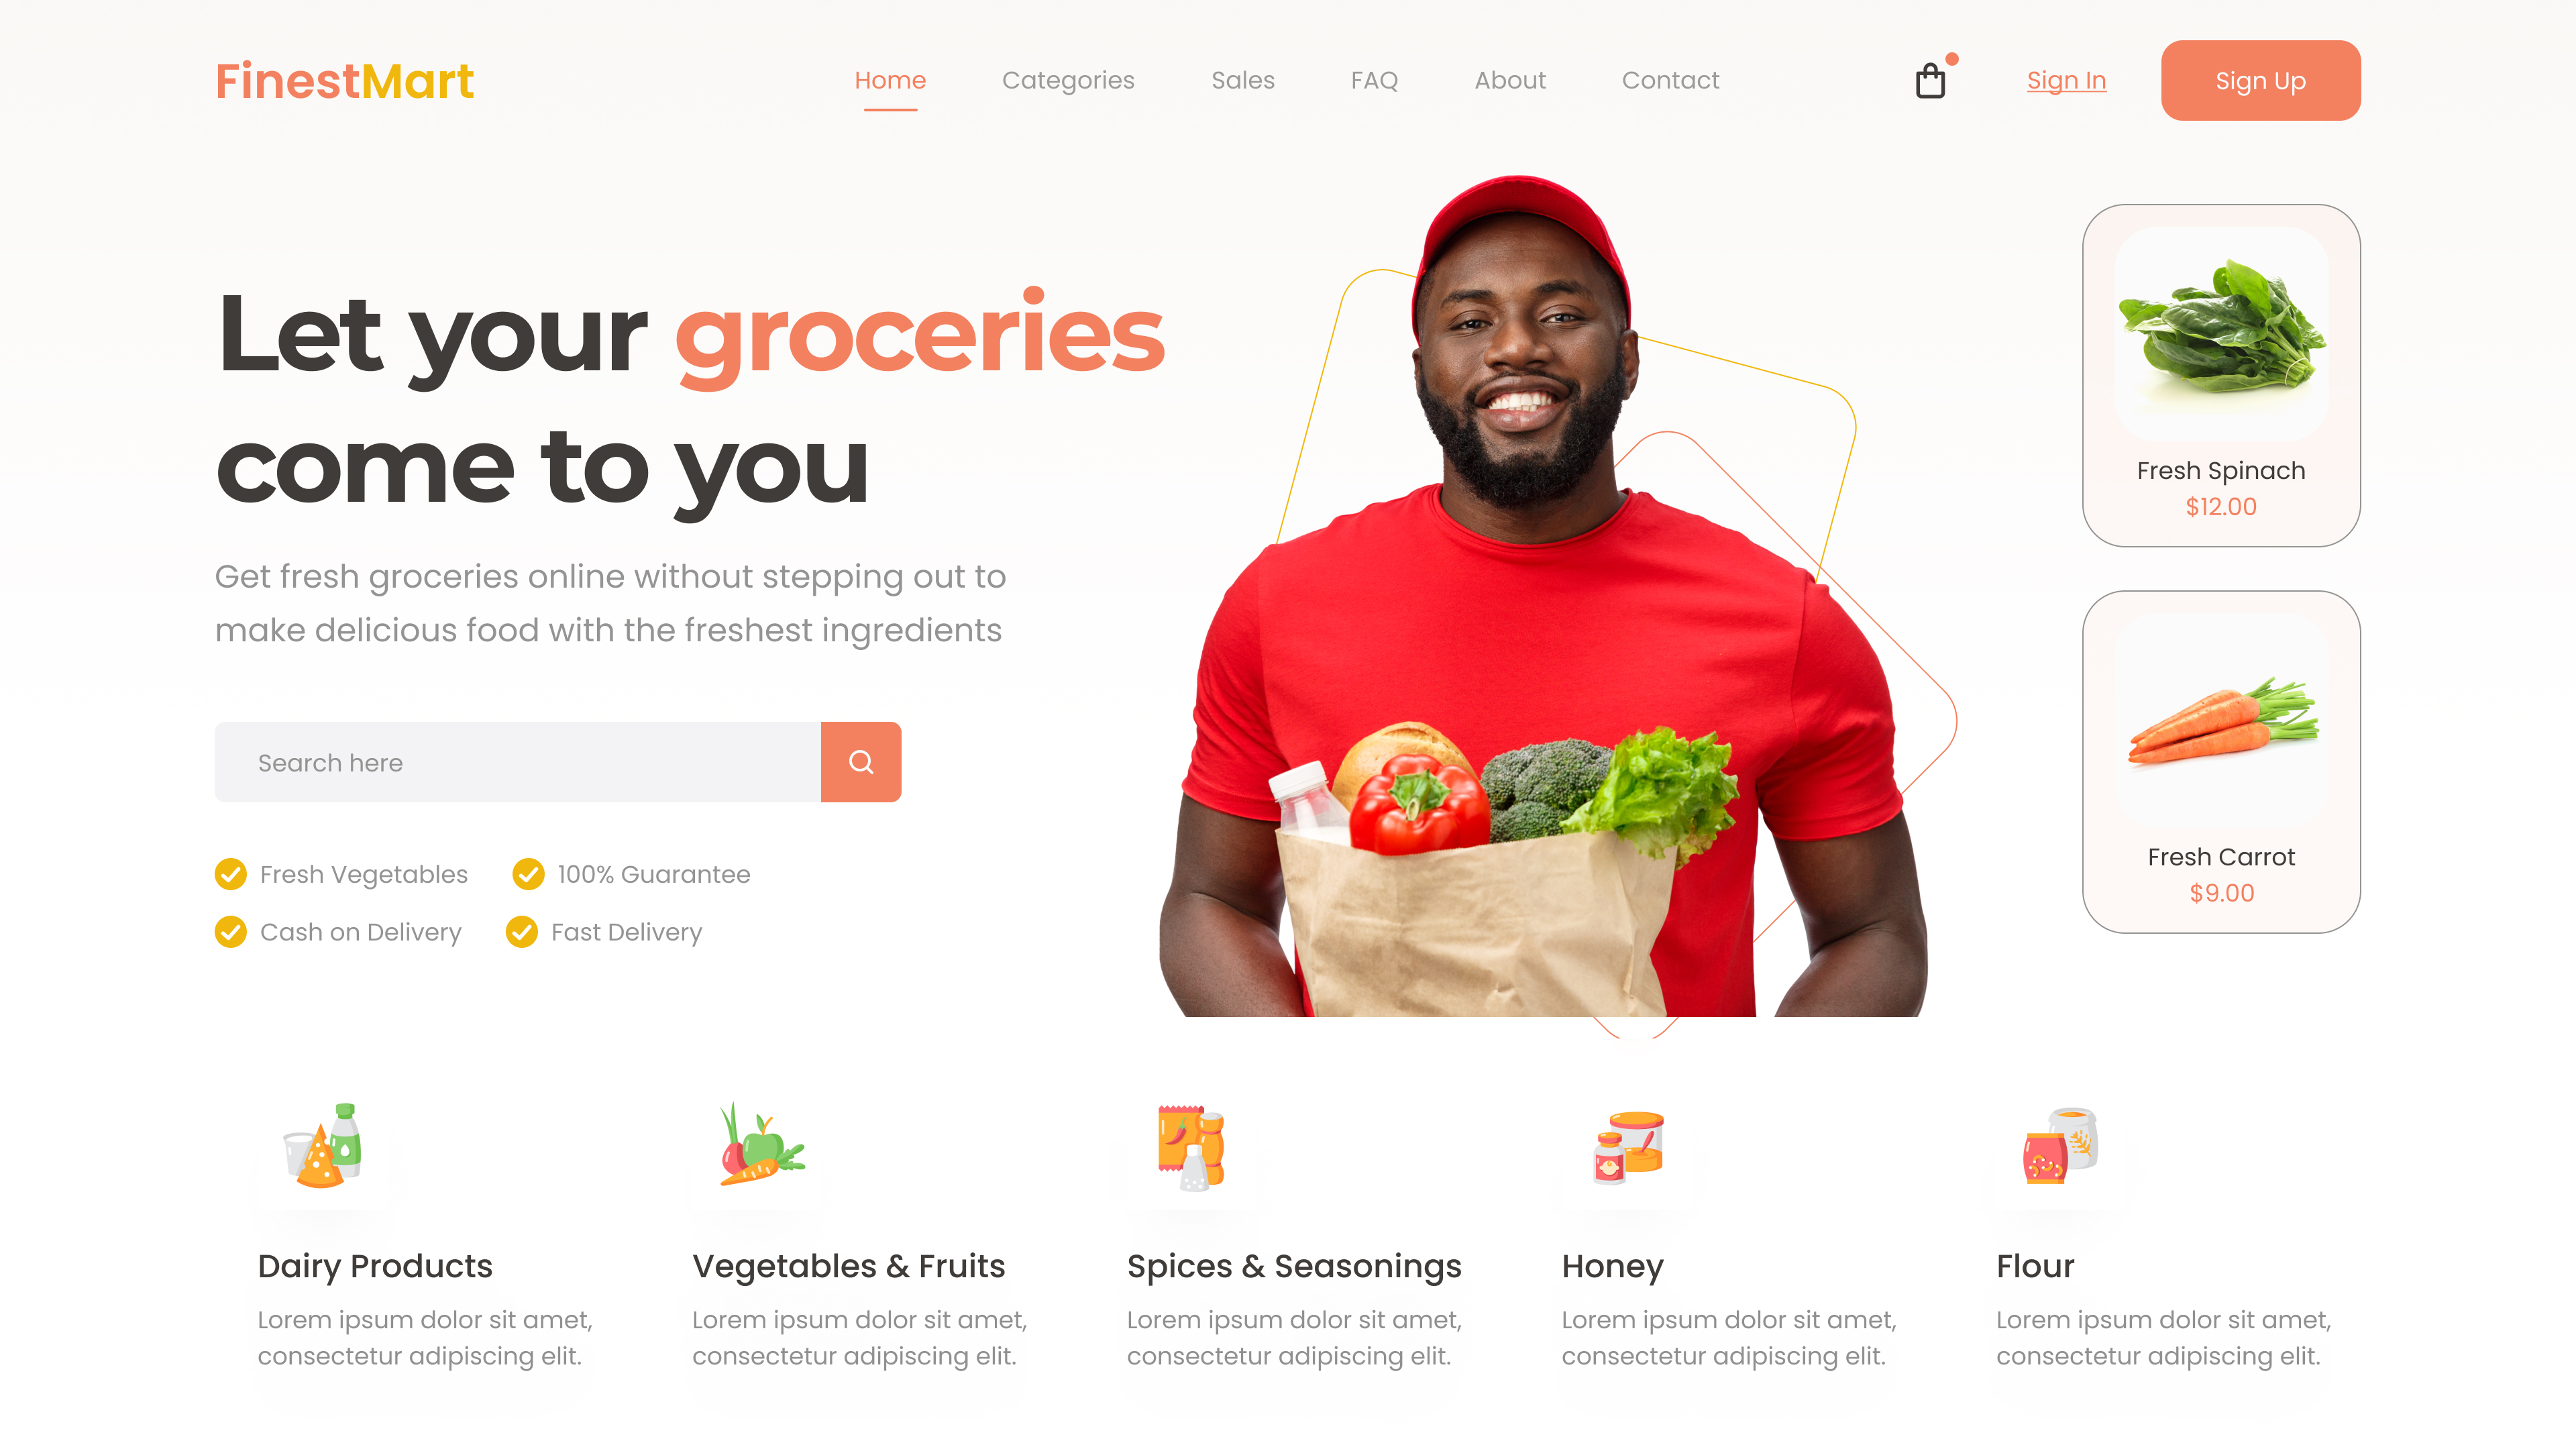 FinestMart
Home
Categories
Sales
FAQ
About
Contact
Sign In
Sign Up
Let your groceries
come to you
Get fresh groceries online without stepping out to
make delicious food with the freshest ingredients
Search here
Fresh Vegetables
100% Guarantee
Cash on Delivery
Fast Delivery
Fresh Spinach
$12.00
Fresh Carrot
$9.00
Dairy Products
Lorem ipsum dolor sit amet,
consectetur adipiscing elit.
Vegetables & Fruits
Lorem ipsum dolor sit amet,
consectetur adipiscing elit.
Spices & Seasonings
Lorem ipsum dolor sit amet,
consectetur adipiscing elit.
Honey
Lorem ipsum dolor sit amet,
consectetur adipiscing elit.
Flour
Lorem ipsum dolor sit amet,
consectetur adipiscing elit.